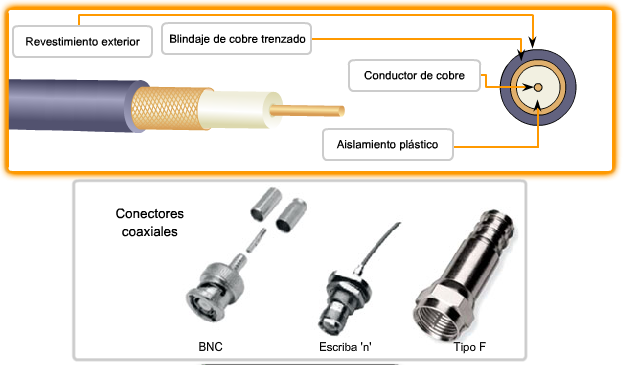 Revestimiento exterior
Blindaje de cobre trenzado
Conductor de cobre
Aislamiento plástico
Conectores
coaxiales
BNC
Escriba 'n'
Tipo F